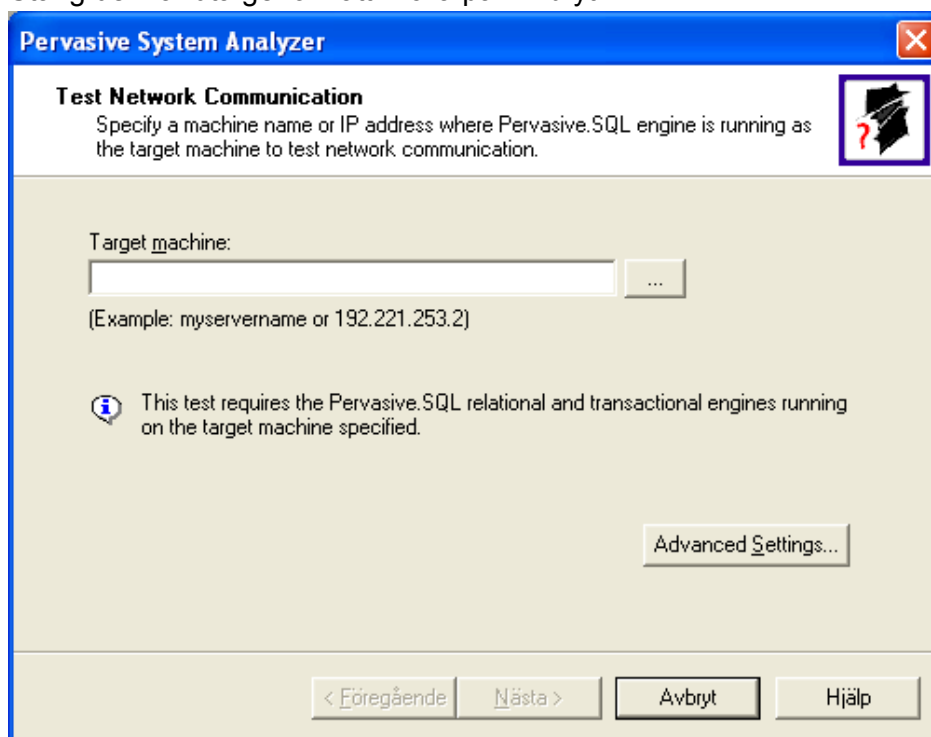 Pervasive System Analyzer
Test Network Communication
Specify a machine name or IP address where Pervasive.SQL engine is running as
the target machine to test network communication.
?
Target machine:
...
(Example: myservername or 192.221.253.2)
This test requires the Pervasive.SQL relational and transactional engines running
on the target machine specified.
Advanced Settings...
< Föregående
Nästa >
Avbryt
Hjälp